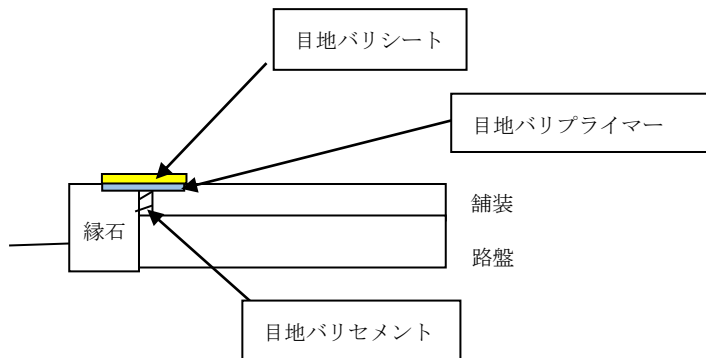 目地バリシート
目地バリプライマー
舗装
縁石
路盤
目地バリセメント